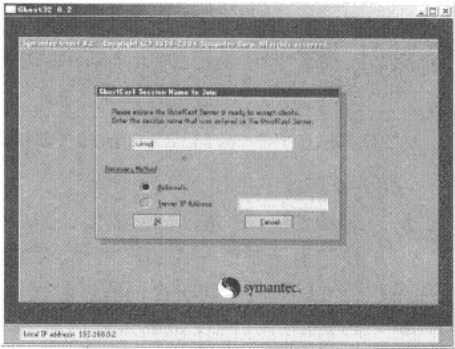 Ghost32 8.2
Symantec Ghost 8.2 Copyright (C) 1998-2004 Symantec Corp. All rights reserved.
GhostCast Session Name to Join
Please ensure the GhostCast Server is ready to accept clients.
Enter the session name that was entered on the GhostCast Server.
Discovery Method
Automatic
Server IP Address
OK
Cancel
symantec.
Local IP address: 192.168.0.2